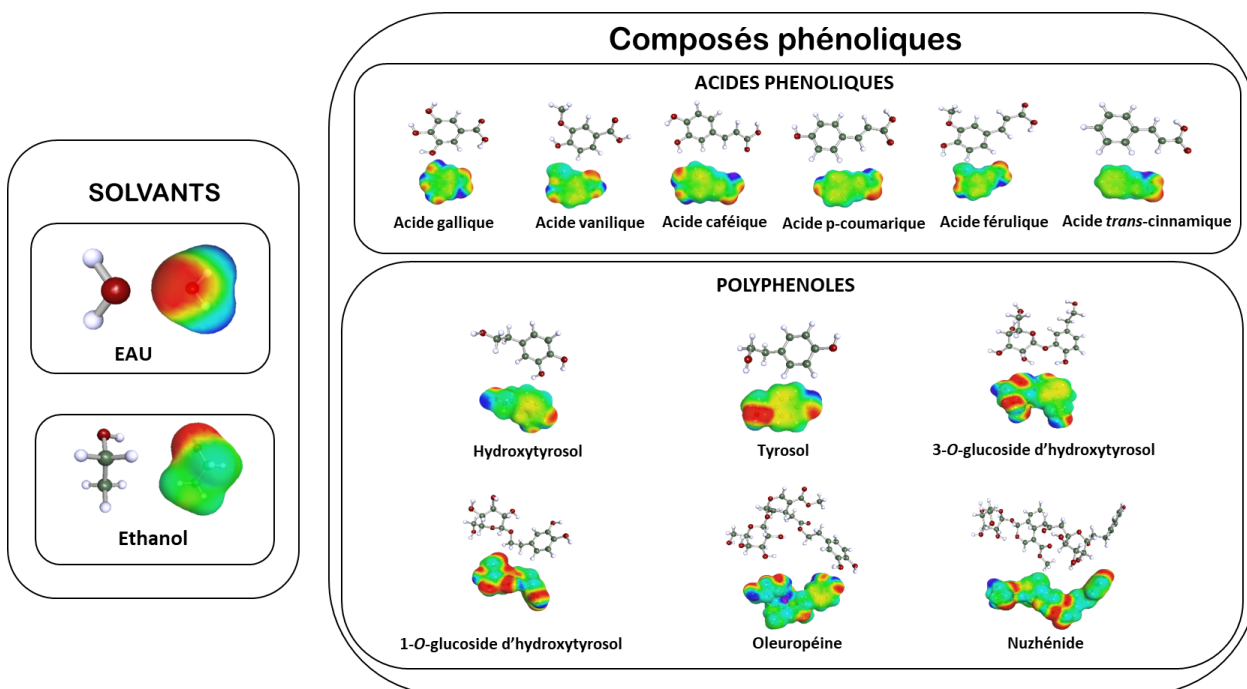 Composés phénoliques
ACIDES PHENOLIQUES
Acide gallique
Acide vanilique
Acide caféique
Acide p-coumarique
Acide férulique
Acide trans-cinnamique
SOLVANTS
EAU
Ethanol
POLYPHENOLES
Hydroxytyrosol
Tyrosol
3-O-glucoside d'hydroxytyrosol
1-O-glucoside d'hydroxytyrosol
Oleuropéine
Nuzhénide